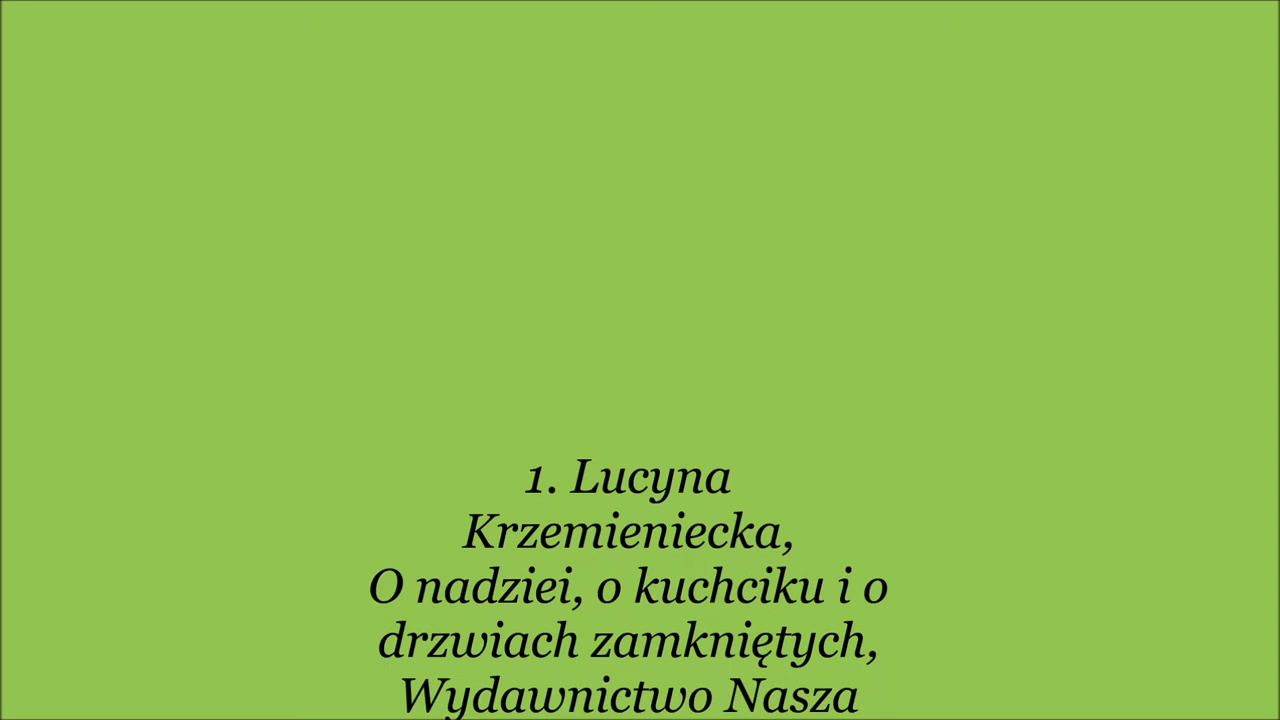 1. Lucyna
Krzemieniecka,
O nadziei, o kuchciku i o
drzwiach zamkniętych,
Wydawnictwo Nasza